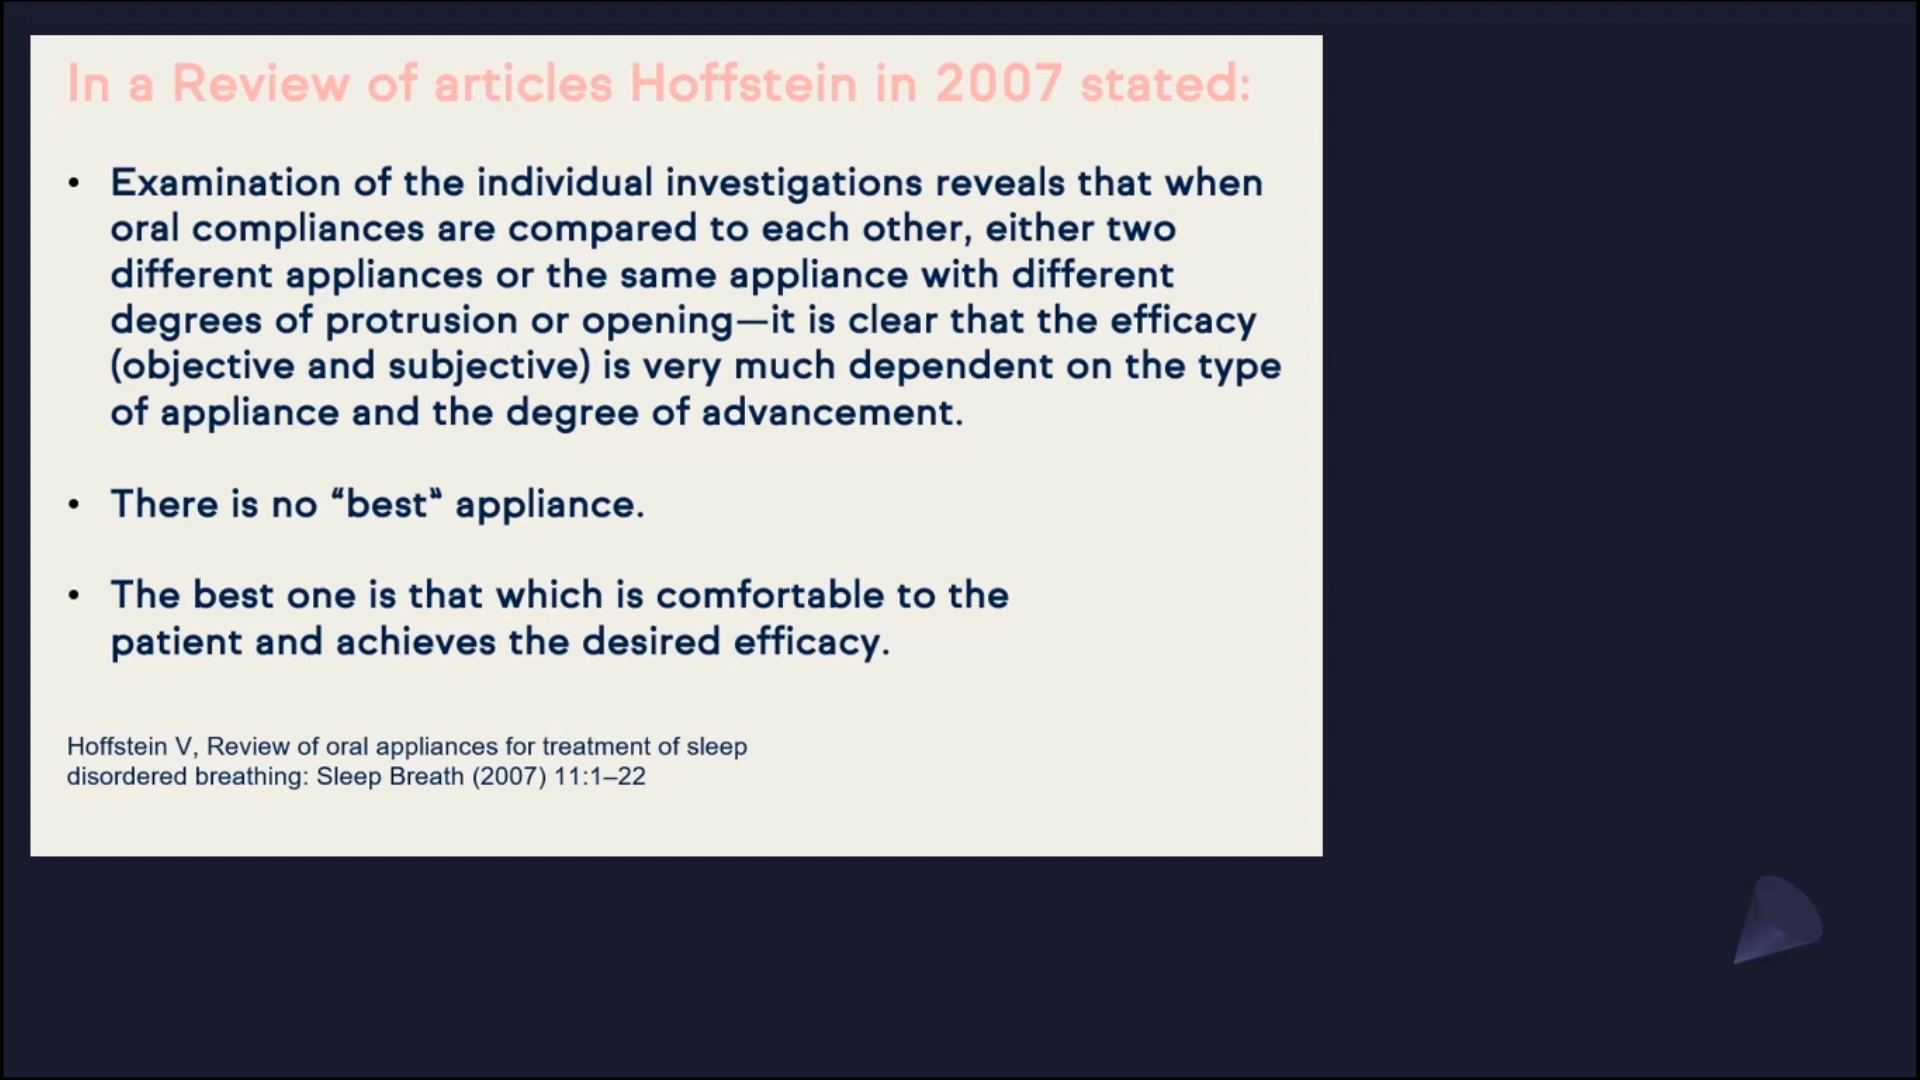 In a Review of articles Hoffstein in 2007 stated:
• Examination of the individual investigations reveals that when
oral compliances are compared to each other, either two
different appliances or the same appliance with different
degrees of protrusion or opening—it is clear that the efficacy
(objective and subjective) is very much dependent on the type
of appliance and the degree of advancement.
• There is no “best” appliance.
• The best one is that which is comfortable to the
patient and achieves the desired efficacy.
Hoffstein V, Review of oral appliances for treatment of sleep
disordered breathing: Sleep Breath (2007) 11:1–22